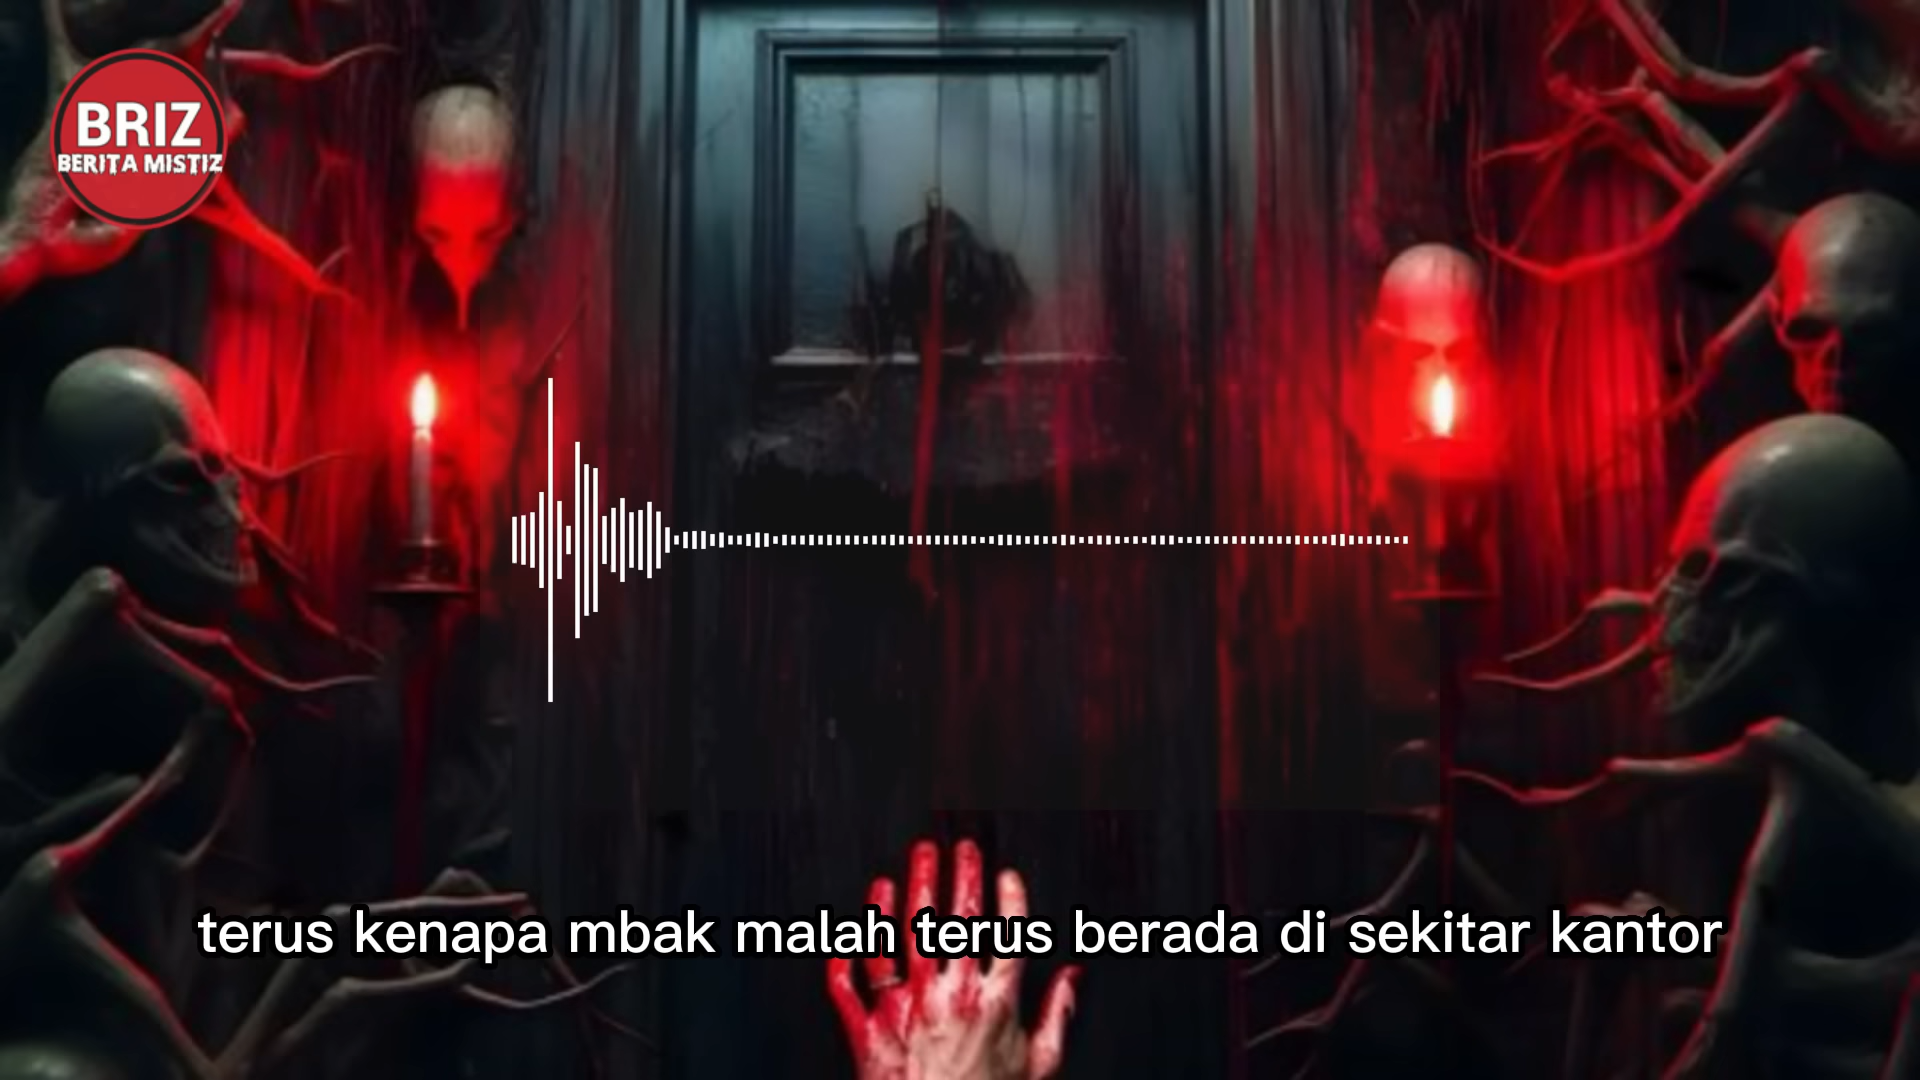 BRIZ
BERITA MISTIZ
terus kenapa mbak malah terus berada di sekitar kantor